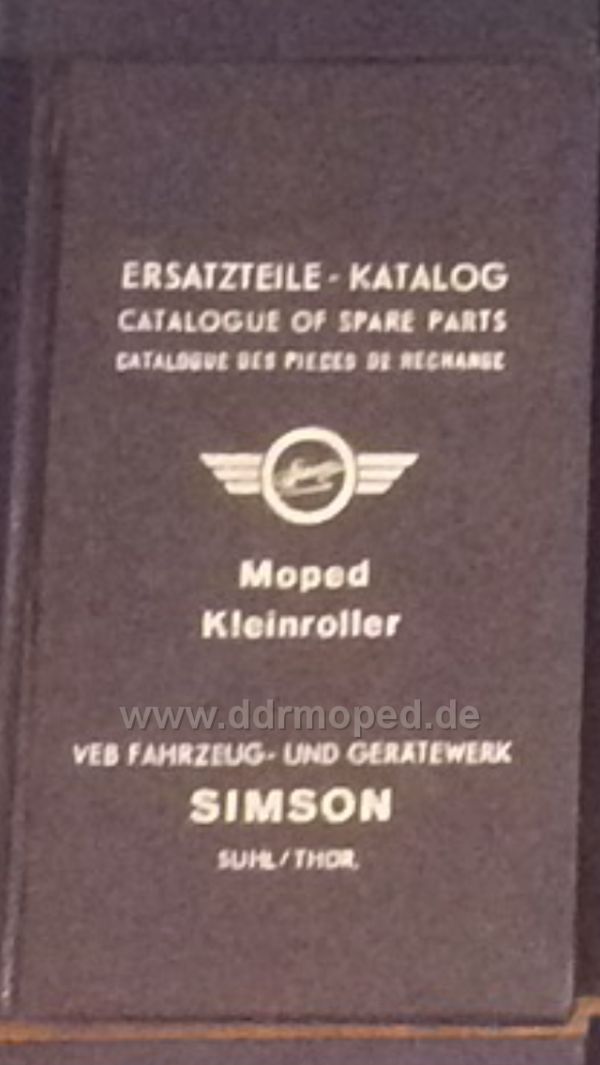 ERSATZTEILE - KATALOG
CATALOGUE OF SPARE PARTS
CATALOGUE DES PIECES DE RECHANGE
Moped
Kleinroller
www.ddrmoped.de
VEB FAHRZEUG- UND GERÄTEWERK
SIMSON
SUHL/THÜR.